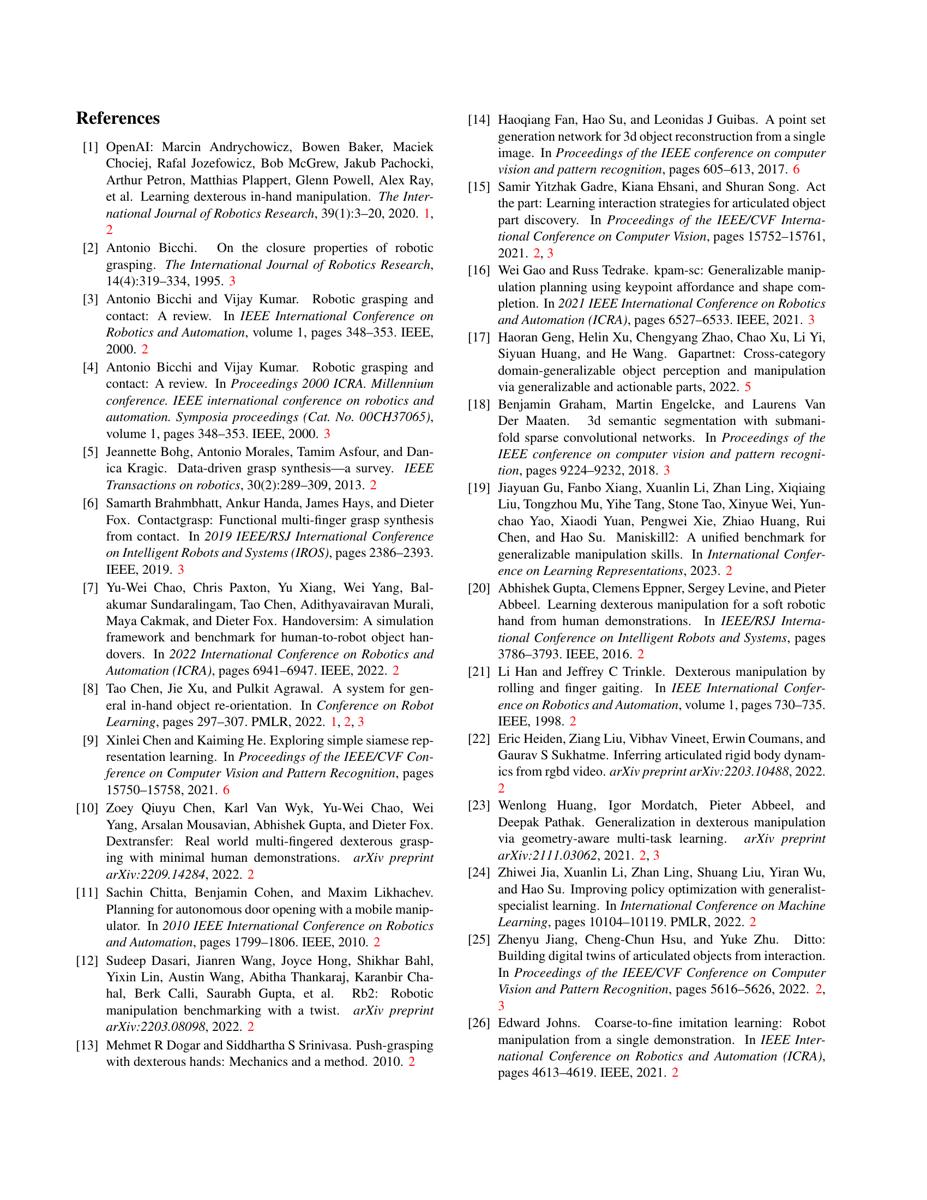 References
[1] OpenAI: Marcin Andrychowicz, Bowen Baker, Maciek
Chociej, Rafal Jozefowicz, Bob McGrew, Jakub Pachocki,
Arthur Petron, Matthias Plappert, Glenn Powell, Alex Ray,
et al. Learning dexterous in-hand manipulation. The Inter-
national Journal of Robotics Research, 39(1):3–20, 2020. 1,
2
[2] Antonio Bicchi. On the closure properties of robotic
grasping. The International Journal of Robotics Research,
14(4):319–334, 1995. 3
[3] Antonio Bicchi and Vijay Kumar. Robotic grasping and
contact: A review. In IEEE International Conference on
Robotics and Automation, volume 1, pages 348–353. IEEE,
2000. 2
[4] Antonio Bicchi and Vijay Kumar. Robotic grasping and
contact: A review. In Proceedings 2000 ICRA. Millennium
conference. IEEE international conference on robotics and
automation. Symposia proceedings (Cat. No. 00CH37065),
volume 1, pages 348–353. IEEE, 2000. 3
[5] Jeannette Bohg, Antonio Morales, Tamim Asfour, and Dan-
ica Kragic. Data-driven grasp synthesis—a survey. IEEE
Transactions on robotics, 30(2):289–309, 2013. 2
[6] Samarth Brahmbhatt, Ankur Handa, James Hays, and Dieter
Fox. Contactgrasp: Functional multi-finger grasp synthesis
from contact. In 2019 IEEE/RSJ International Conference
on Intelligent Robots and Systems (IROS), pages 2386–2393.
IEEE, 2019. 3
[7] Yu-Wei Chao, Chris Paxton, Yu Xiang, Wei Yang, Bal-
akumar Sundaralingam, Tao Chen, Adithyavairavan Murali,
Maya Cakmak, and Dieter Fox. Handoversim: A simulation
framework and benchmark for human-to-robot object han-
dovers. In 2022 International Conference on Robotics and
Automation (ICRA), pages 6941–6947. IEEE, 2022. 2
[8] Tao Chen, Jie Xu, and Pulkit Agrawal. A system for gen-
eral in-hand object re-orientation. In Conference on Robot
Learning, pages 297–307. PMLR, 2022. 1, 2, 3
[9] Xinlei Chen and Kaiming He. Exploring simple siamese rep-
resentation learning. In Proceedings of the IEEE/CVF Con-
ference on Computer Vision and Pattern Recognition, pages
15750–15758, 2021. 6
[10] Zoey Qiuyu Chen, Karl Van Wyk, Yu-Wei Chao, Wei
Yang, Arsalan Mousavian, Abhishek Gupta, and Dieter Fox.
Dextransfer: Real world multi-fingered dexterous grasp-
ing with minimal human demonstrations. arXiv preprint
arXiv:2209.14284, 2022. 2
[11] Sachin Chitta, Benjamin Cohen, and Maxim Likhachev.
Planning for autonomous door opening with a mobile manip-
ulator. In 2010 IEEE International Conference on Robotics
and Automation, pages 1799–1806. IEEE, 2010. 2
[12] Sudeep Dasari, Jianren Wang, Joyce Hong, Shikhar Bahl,
Yixin Lin, Austin Wang, Abitha Thankaraj, Karanbir Cha-
hal, Berk Calli, Saurabh Gupta, et al. Rb2: Robotic
manipulation benchmarking with a twist. arXiv preprint
arXiv:2203.08098, 2022. 2
[13] Mehmet R Dogar and Siddhartha S Srinivasa. Push-grasping
with dexterous hands: Mechanics and a method. 2010. 2
[14] Haoqiang Fan, Hao Su, and Leonidas J Guibas. A point set
generation network for 3d object reconstruction from a single
image. In Proceedings of the IEEE conference on computer
vision and pattern recognition, pages 605–613, 2017. 6
[15] Samir Yitzhak Gadre, Kiana Ehsani, and Shuran Song. Act
the part: Learning interaction strategies for articulated object
part discovery. In Proceedings of the IEEE/CVF Interna-
tional Conference on Computer Vision, pages 15752–15761,
2021. 2, 3
[16] Wei Gao and Russ Tedrake. kpam-sc: Generalizable manip-
ulation planning using keypoint affordance and shape com-
pletion. In 2021 IEEE International Conference on Robotics
and Automation (ICRA), pages 6527–6533. IEEE, 2021. 3
[17] Haoran Geng, Helin Xu, Chengyang Zhao, Chao Xu, Li Yi,
Siyuan Huang, and He Wang. Gapartnet: Cross-category
domain-generalizable object perception and manipulation
via generalizable and actionable parts, 2022. 5
[18] Benjamin Graham, Martin Engelcke, and Laurens Van
Der Maaten. 3d semantic segmentation with submani-
fold sparse convolutional networks. In Proceedings of the
IEEE conference on computer vision and pattern recogni-
tion, pages 9224–9232, 2018. 3
[19] Jiayuan Gu, Fanbo Xiang, Xuanlin Li, Zhan Ling, Xiqiaing
Liu, Tongzhou Mu, Yihe Tang, Stone Tao, Xinyue Wei, Yun-
chao Yao, Xiaodi Yuan, Pengwei Xie, Zhiao Huang, Rui
Chen, and Hao Su. Maniskill2: A unified benchmark for
generalizable manipulation skills. In International Confer-
ence on Learning Representations, 2023. 2
[20] Abhishek Gupta, Clemens Eppner, Sergey Levine, and Pieter
Abbeel. Learning dexterous manipulation for a soft robotic
hand from human demonstrations. In IEEE/RSJ Interna-
tional Conference on Intelligent Robots and Systems, pages
3786–3793. IEEE, 2016. 2
[21] Li Han and Jeffrey C Trinkle. Dexterous manipulation by
rolling and finger gaiting. In IEEE International Confer-
ence on Robotics and Automation, volume 1, pages 730–735.
IEEE, 1998. 2
[22] Eric Heiden, Ziang Liu, Vibhav Vineet, Erwin Coumans, and
Gaurav S Sukhatme. Inferring articulated rigid body dynam-
ics from rgbd video. arXiv preprint arXiv:2203.10488, 2022.
2
[23] Wenlong Huang, Igor Mordatch, Pieter Abbeel, and
Deepak Pathak. Generalization in dexterous manipulation
via geometry-aware multi-task learning. arXiv preprint
arXiv:2111.03062, 2021. 2, 3
[24] Zhiwei Jia, Xuanlin Li, Zhan Ling, Shuang Liu, Yiran Wu,
and Hao Su. Improving policy optimization with generalist-
specialist learning. In International Conference on Machine
Learning, pages 10104–10119. PMLR, 2022. 2
[25] Zhenyu Jiang, Cheng-Chun Hsu, and Yuke Zhu. Ditto:
Building digital twins of articulated objects from interaction.
In Proceedings of the IEEE/CVF Conference on Computer
Vision and Pattern Recognition, pages 5616–5626, 2022. 2,
3
[26] Edward Johns. Coarse-to-fine imitation learning: Robot
manipulation from a single demonstration. In IEEE Inter-
national Conference on Robotics and Automation (ICRA),
pages 4613–4619. IEEE, 2021. 2